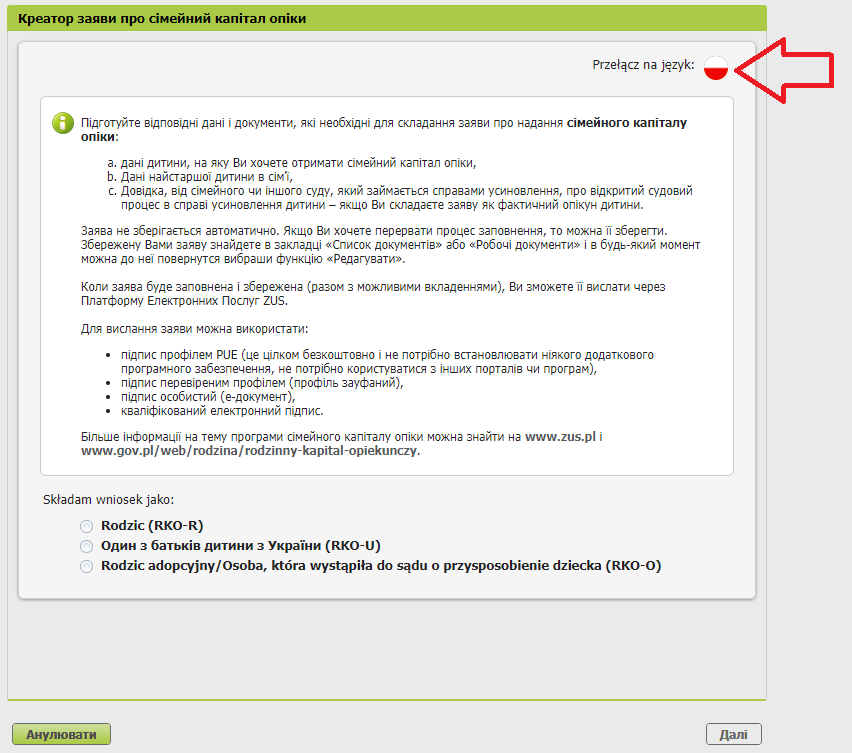 Креатор заяви про сімейний капітал опіки
Przełącz na język:
Підготуйте відповідні дані і документи, які необхідні для складання заяви про надання сімейного капіталу
опіки:
a. дані дитини, на яку Ви хочете отримати сімейний капітал опіки,
b. Дані найстаршої дитини в сім’ї,
c. Довідка, від сімейного чи іншого суду, який займається справами усиновлення, про відкритий судовий
процес в справі усиновлення дитини – якщо Ви складаєте заяву як фактичний опікун дитини.
Заява не зберігається автоматично. Якщо Ви хочете перервати процес заповнення, то можна її зберегти.
Збережену Вами заяву знайдете в закладці «Список документів» або «Робочі документи» і в будь-який момент
можна до неї повернутся вибраши функцію «Редагувати».
Коли заява буде заповнена і збережена (разом з можливими вкладеннями), Ви зможете її вислати через
Платформу Електронних Послуг ZUS.
Для вислання заяви можна використати:
• підпис профілем PUE (це цілком безкоштовно і не потрібно встановлювати ніякого додаткового
програмного забезпечення, не потрібно користуватися з інших порталів чи програм),
• підпис перевіреним профілем (профіль зауфаний),
• підпис особистий (е-документ),
• кваліфікований електронний підпис.
Більше інформації на тему програми сімейного капіталу опіки можна знайти на www.zus.pl і
www.gov.pl/web/rodzina/rodzinny-kapital-opiekunczy.
Składam wniosek jako:
Rodzic (RKO-R)
Один з батьків дитини з України (RKO-U)
Rodzic adopcyjny/Osoba, która wystąpiła do sądu o przysposobienie dziecka (RKO-O)
Анулювати
Далі